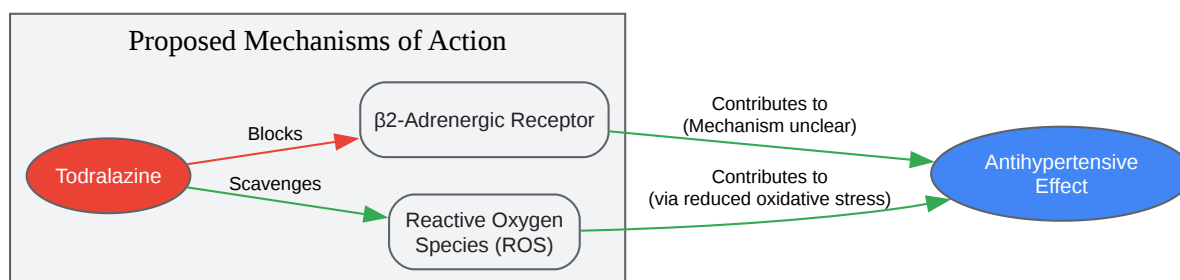 Proposed Mechanisms of Action
Todralazine
Blocks
β2-Adrenergic Receptor
Scavenges
Reactive Oxygen
Species (ROS)
Contributes to
(Mechanism unclear)
Contributes to
(via reduced oxidative stress)
Antihypertensive
Effect